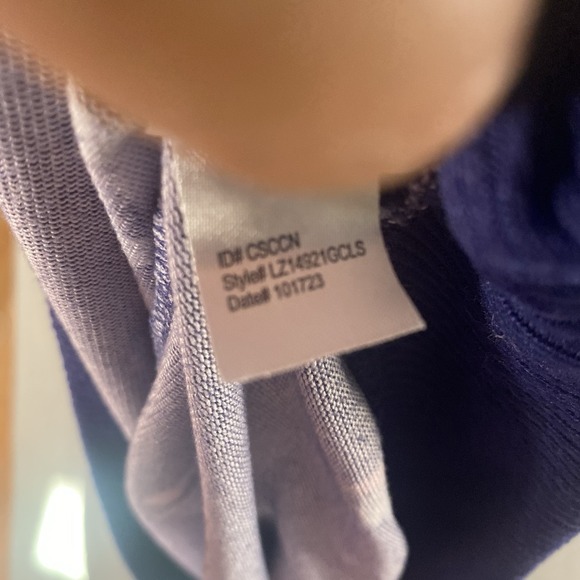 ID# CSCCN
Style# LZ14921GCLS
Date# 101723